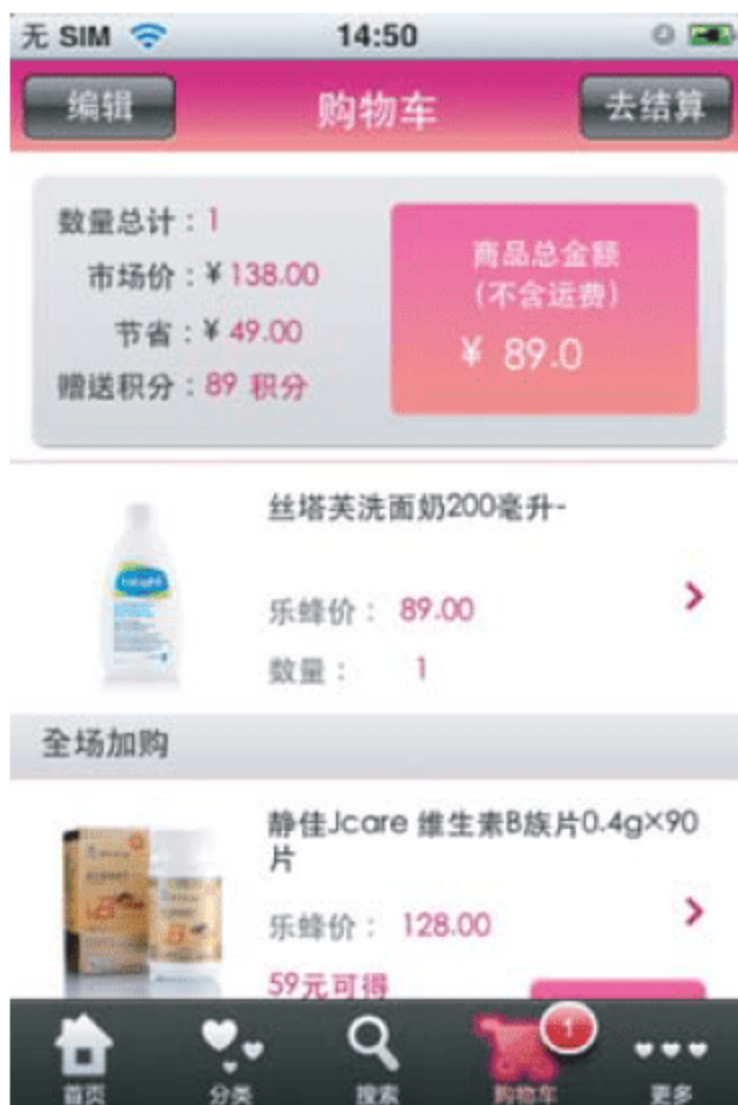 无 SIM 14:50
编辑 购物车 去结算
数量总计：1
市场价：¥ 138.00
节省：¥ 49.00
赠送积分：89 积分
商品总金额
（不含运费）
¥ 89.0
丝塔芙洗面奶200毫升-
乐蜂价： 89.00
数量： 1
全场加购
静佳Jcare 维生素B族片0.4g×90
片
乐蜂价： 128.00
59元可得
1
首页 分类 搜索 购物车 更多